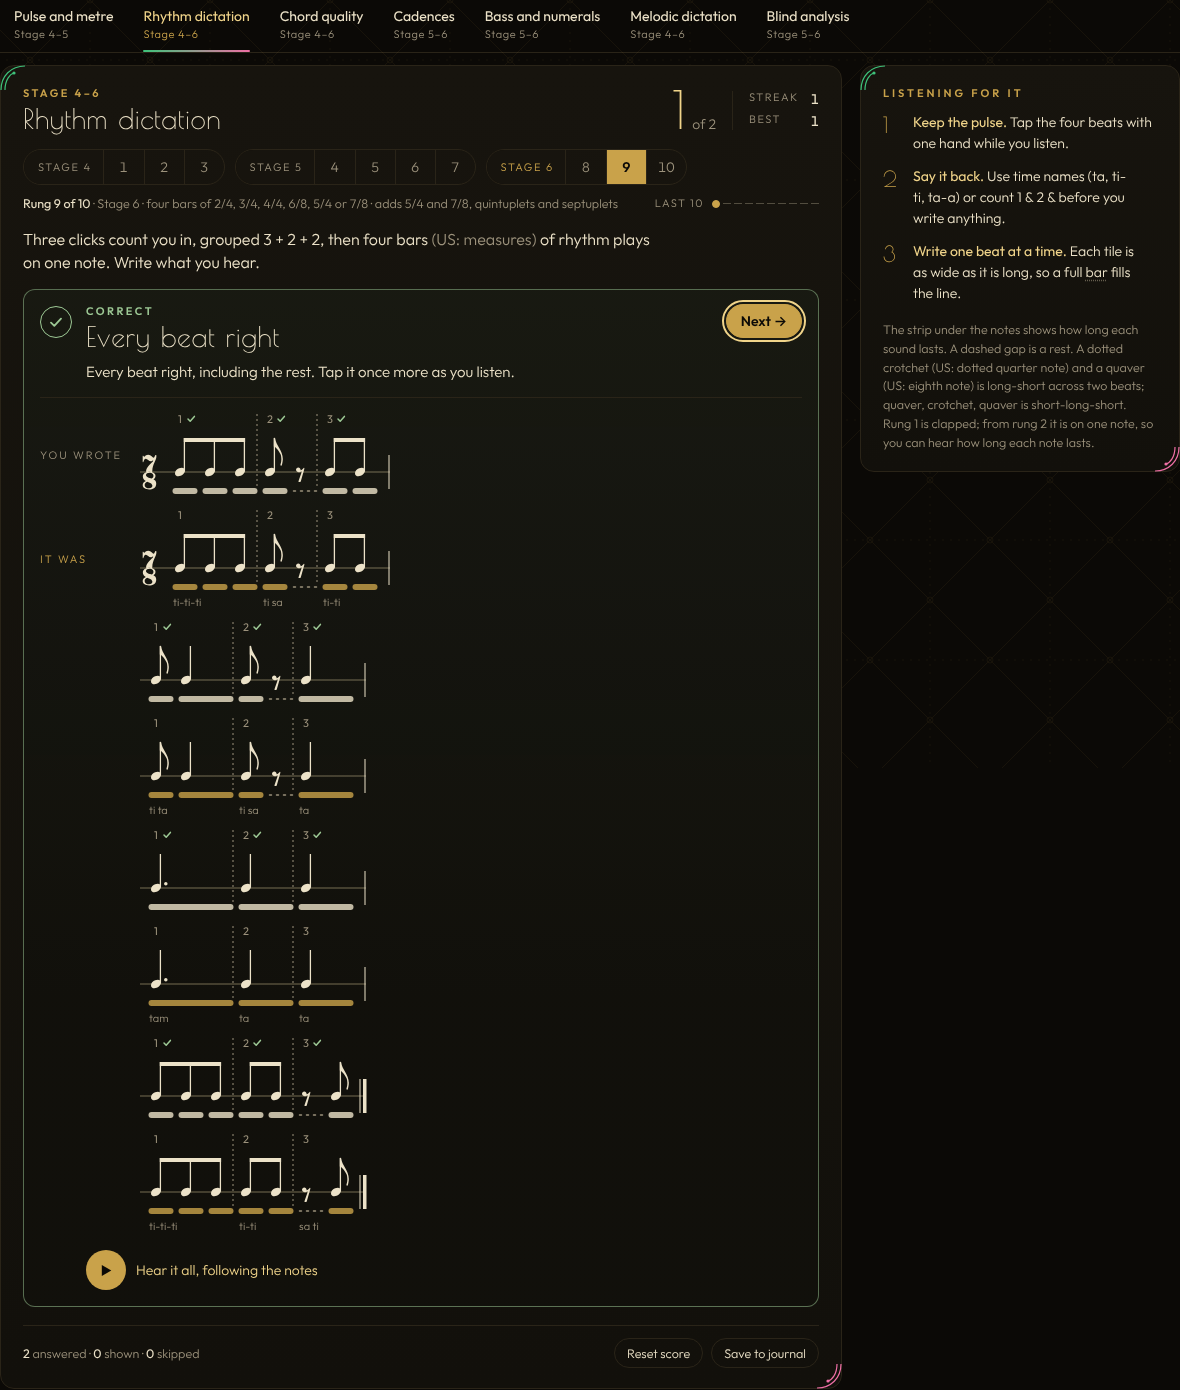 Pulse and metre
Stage 4–5
Rhythm dictation
Stage 4–6
Chord quality
Stage 4–6
Cadences
Stage 5–6
Bass and numerals
Stage 5–6
Melodic dictation
Stage 4–6
Blind analysis
Stage 5–6
STAGE 4–6
Rhythm dictation
1 of 2
STREAK 1
BEST 1
STAGE 4 1 2 3
STAGE 5 4 5 6 7
STAGE 6 8 9 10
Rung 9 of 10 · Stage 6 · four bars of 2/4, 3/4, 4/4, 6/8, 5/4 or 7/8 · adds 5/4 and 7/8, quintuplets and septuplets
LAST 10
Three clicks count you in, grouped 3 + 2 + 2, then four bars (US: measures) of rhythm plays
on one note. Write what you hear.
CORRECT
Every beat right
Next →
Every beat right, including the rest. Tap it once more as you listen.
1 2 3
YOU WROTE
7
8
1 2 3
IT WAS
7
8
ti-ti-ti ti sa ti-ti
1 2 3
1 2 3
ti ta ti sa ta
1 2 3
1 2 3
tam ta ta
1 2 3
1 2 3
ti-ti-ti ti-ti sa ti
Hear it all, following the notes
2 answered · 0 shown · 0 skipped
Reset score
Save to journal
LISTENING FOR IT
1 Keep the pulse. Tap the four beats with
one hand while you listen.
2 Say it back. Use time names (ta, ti-
ti, ta-a) or count 1 & 2 & before you
write anything.
3 Write one beat at a time. Each tile is
as wide as it is long, so a full bar fills
the line.
The strip under the notes shows how long each
sound lasts. A dashed gap is a rest. A dotted
crotchet (US: dotted quarter note) and a quaver
(US: eighth note) is long-short across two beats;
quaver, crotchet, quaver is short-long-short.
Rung 1 is clapped; from rung 2 it is on one note, so
you can hear how long each note lasts.